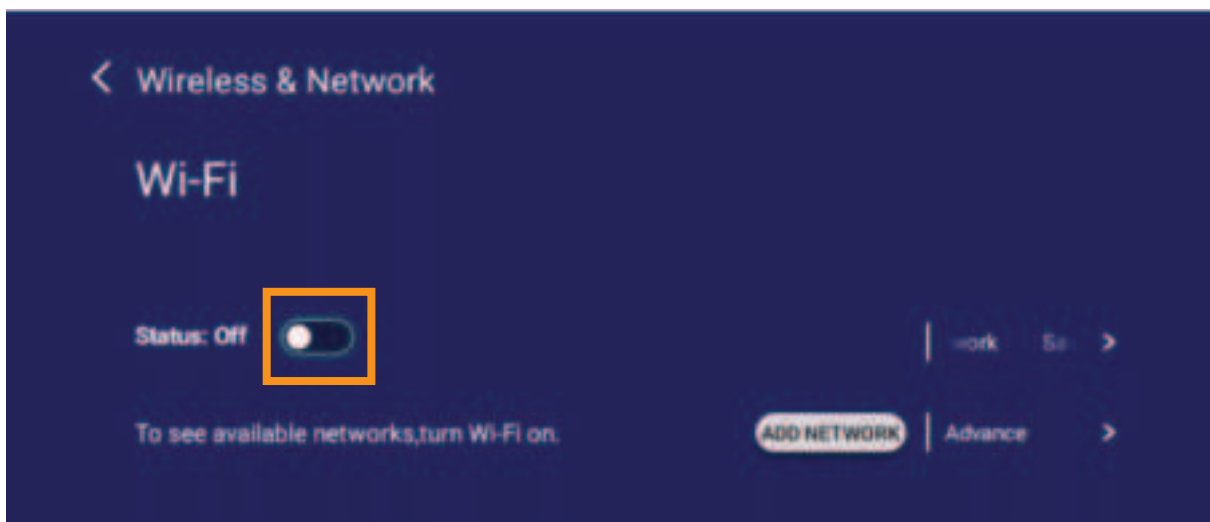 Wireless & Network
Wi-Fi
Status: Off
To see available networks,turn Wi-Fi on.
ADD NETWORK
Advance